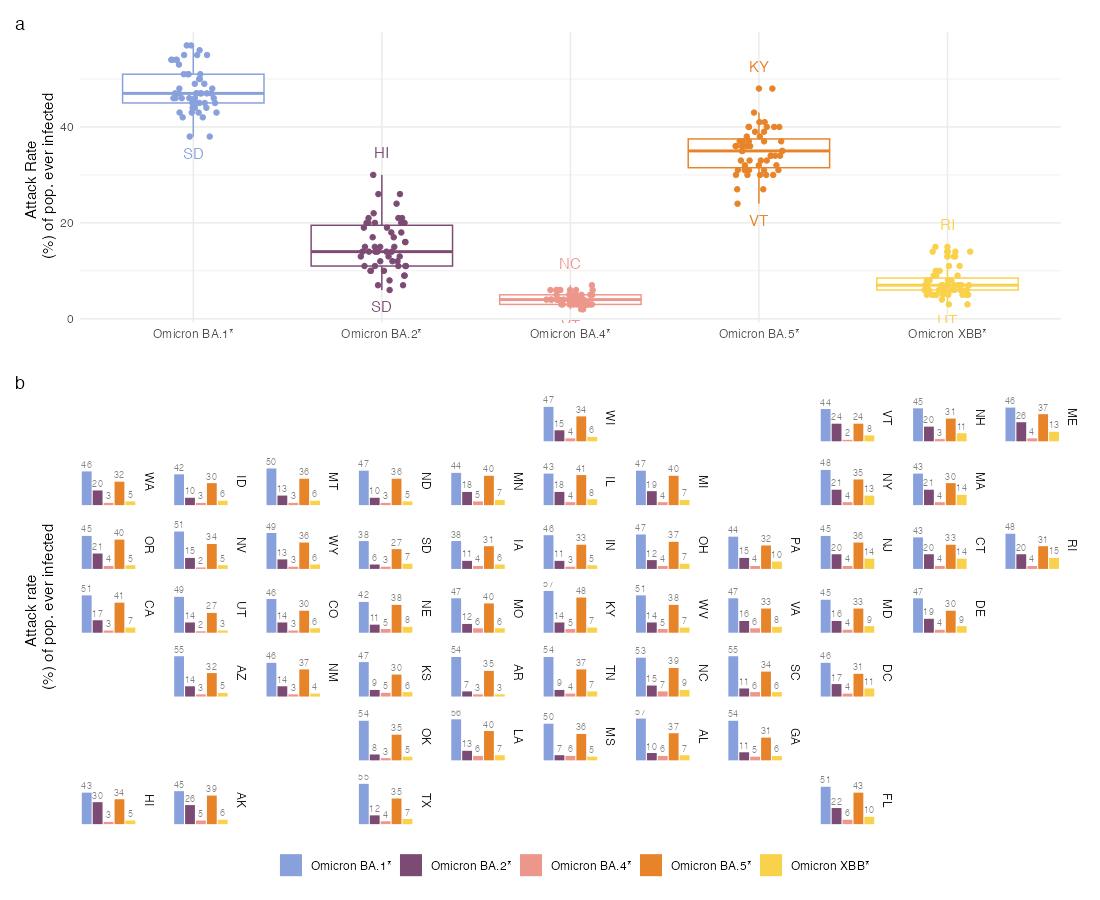 a
Attack Rate
(%) of pop. ever infected
40
20
0
SD
HI
SD
NC
VT
KY
VT
RI
UT
Omicron BA.1*
Omicron BA.2*
Omicron BA.4*
Omicron BA.5*
Omicron XBB*
b
Attack rate
(%) of pop. ever infected
47 15 4 34 6 WI
44 24 2 24 8 VT
45 20 3 31 11 NH
46 26 4 37 13 ME
46 20 3 32 5 WA
42 10 3 30 6 ID
50 13 3 36 6 MT
47 10 3 36 5 ND
44 18 5 40 7 MN
43 18 4 41 8 IL
47 19 4 40 7 MI
48 21 4 35 13 NY
43 21 4 30 14 MA
45 21 4 40 5 OR
51 15 2 34 5 NV
49 13 3 36 6 WY
38 6 3 27 7 SD
38 11 4 31 6 IA
46 11 3 33 5 IN
47 12 4 37 7 OH
44 15 4 32 10 PA
45 20 4 36 14 NJ
43 20 4 33 14 CT
48 20 4 31 15 RI
51 17 3 41 7 CA
49 14 2 27 3 UT
46 14 3 30 6 CO
42 11 5 38 8 NE
47 12 6 40 6 MO
57 14 5 48 7 KY
51 14 5 38 7 WV
47 16 6 33 8 VA
45 16 4 33 9 MD
47 19 4 30 9 DE
55 14 3 32 5 AZ
46 14 3 37 4 NM
47 9 5 30 6 KS
54 7 3 35 3 AR
54 9 4 37 7 TN
53 15 7 39 9 NC
55 11 6 34 6 SC
46 17 4 31 11 DC
54 8 3 35 5 OK
56 13 6 40 7 LA
50 7 6 36 5 MS
57 10 6 37 7 AL
54 11 5 31 6 GA
43 30 3 34 5 HI
45 26 5 39 6 AK
55 12 4 35 7 TX
51 22 6 43 10 FL
Omicron BA.1*
Omicron BA.2*
Omicron BA.4*
Omicron BA.5*
Omicron XBB*